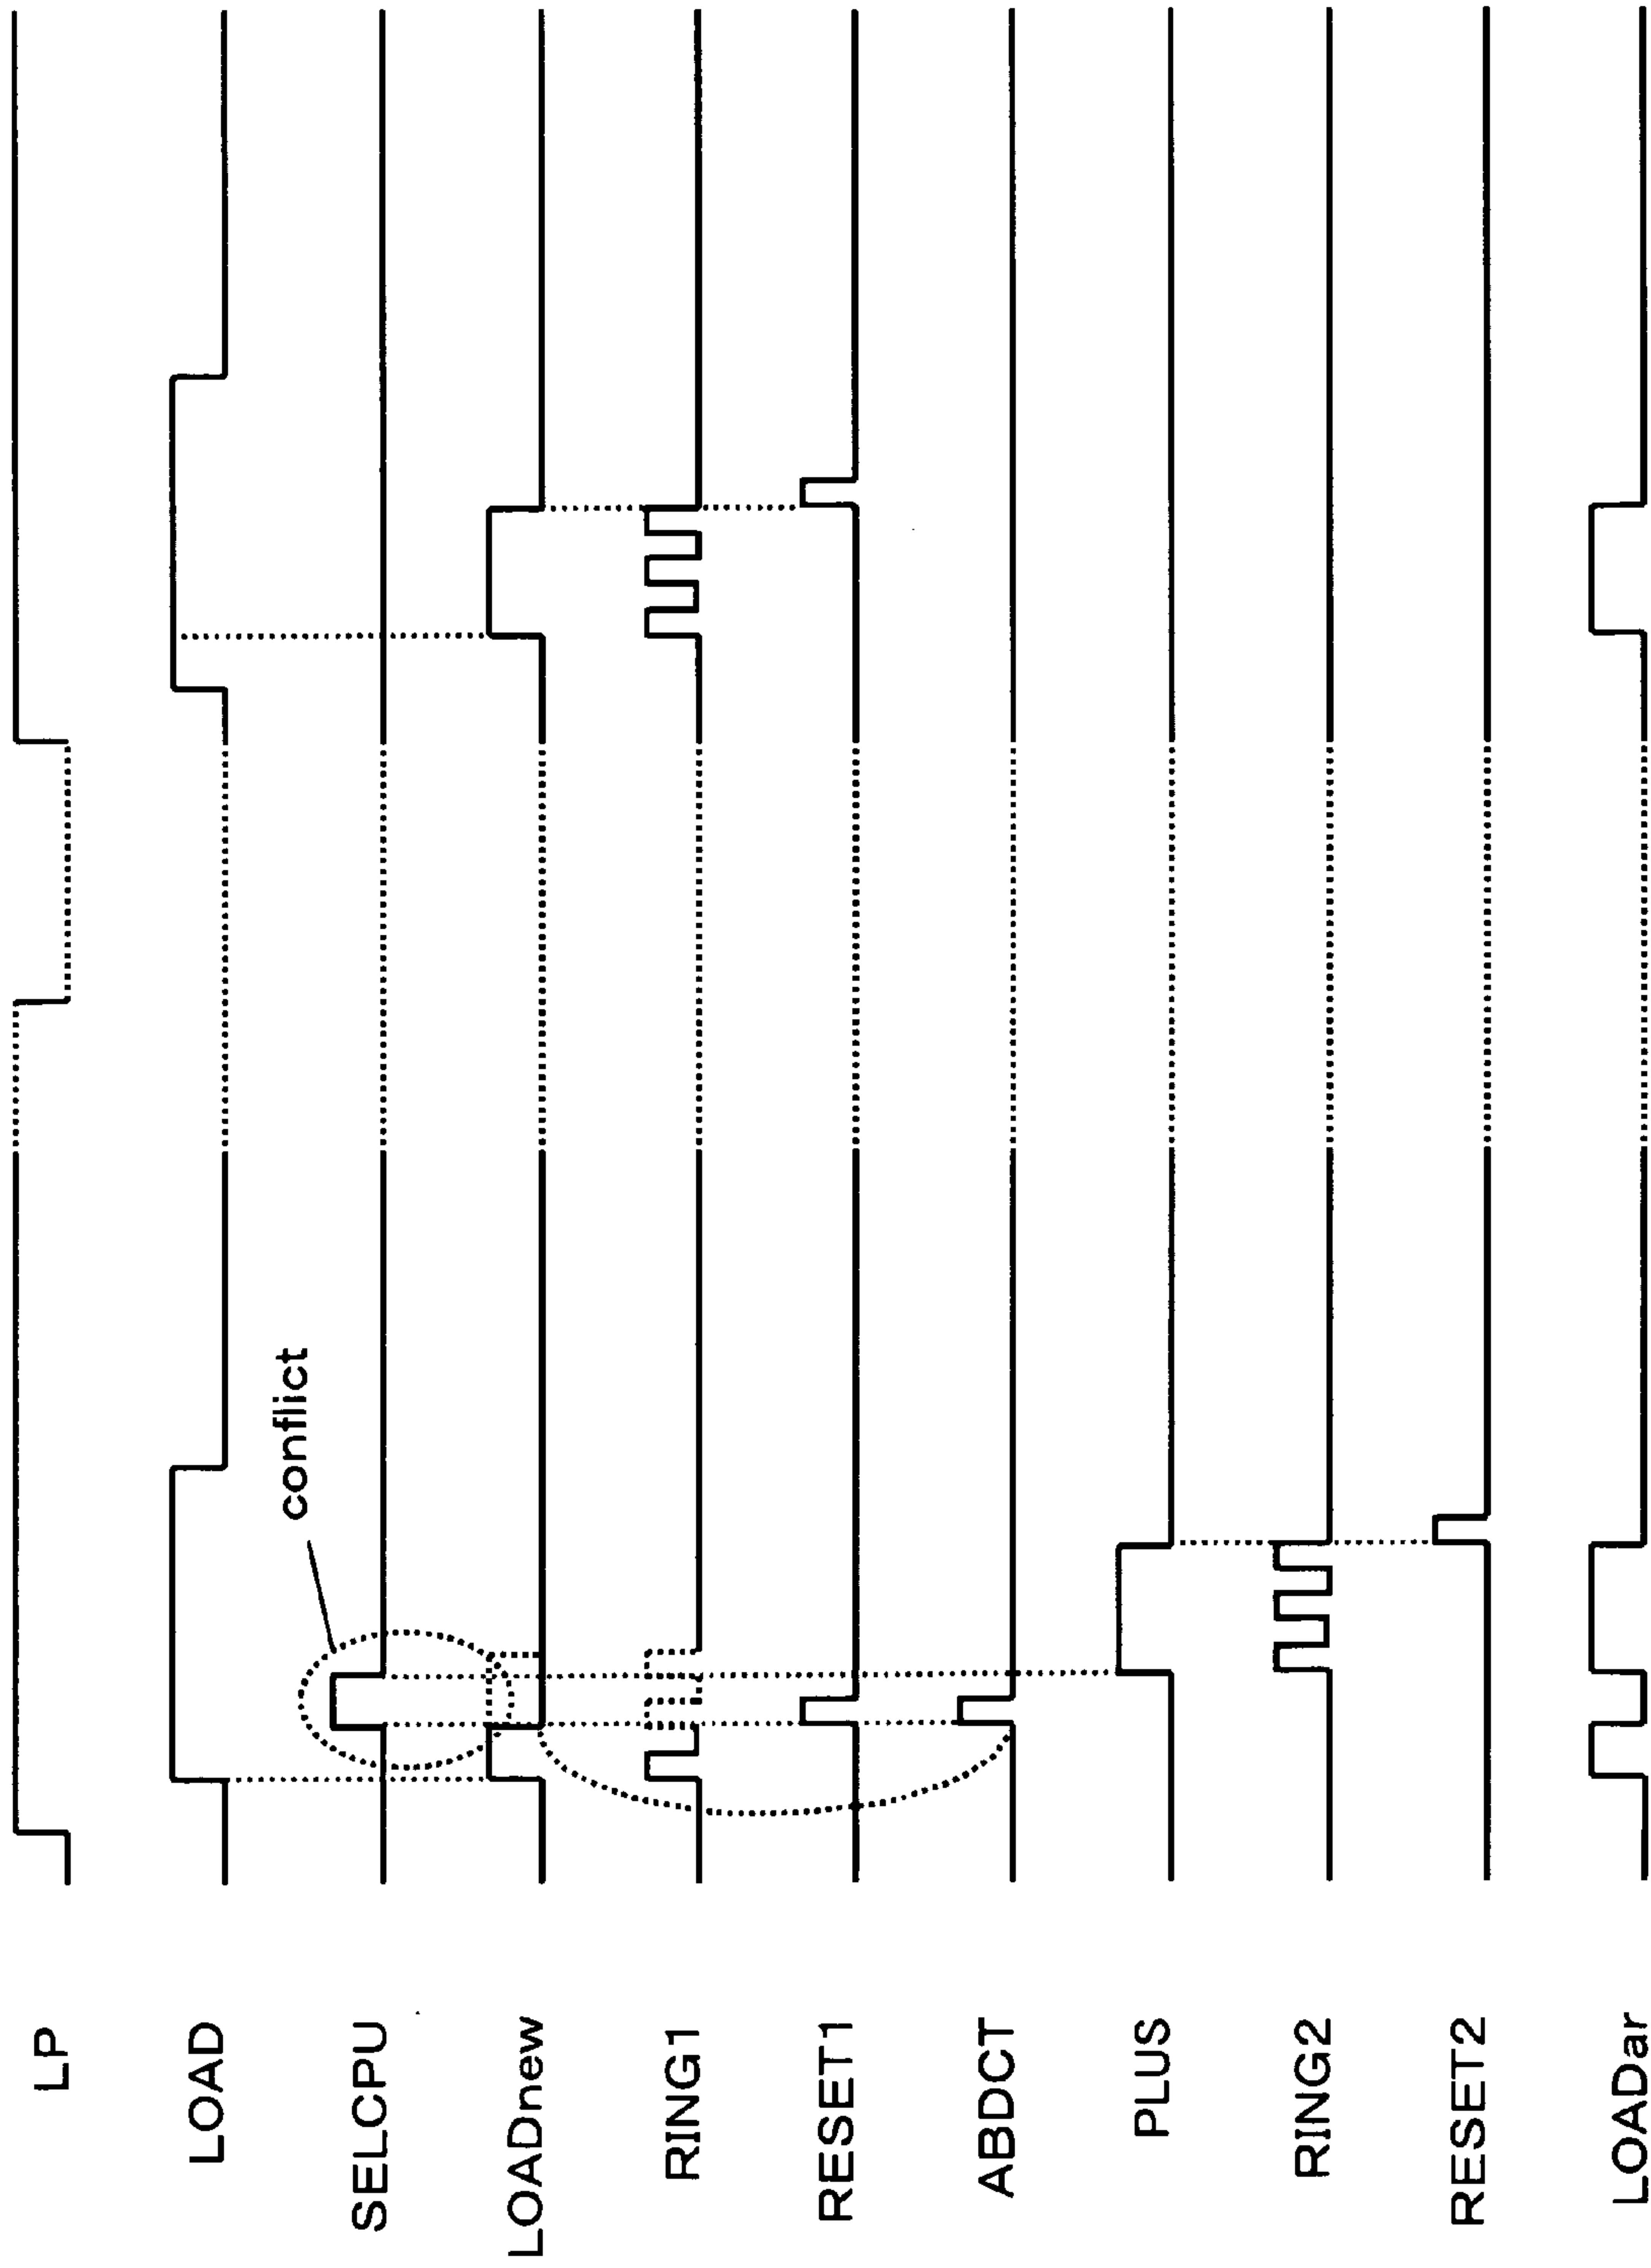 LP
LOAD
conflict
SELCPU
LOADnew
RING1
RESET1
ABDCT
PLUS
RING2
RESET2
LOADar